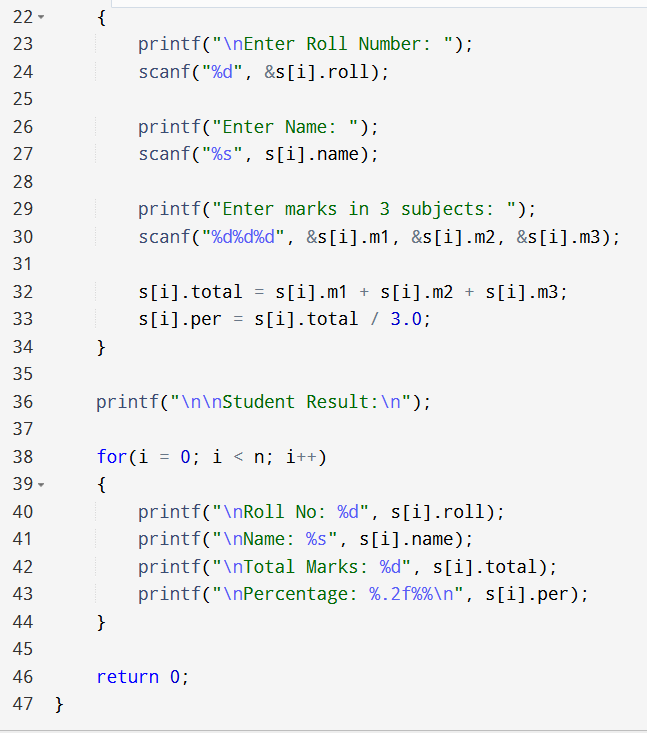 22 {
23 printf("\nEnter Roll Number: ");
24 scanf("%d", &s[i].roll);
25
26 printf("Enter Name: ");
27 scanf("%s", s[i].name);
28
29 printf("Enter marks in 3 subjects: ");
30 scanf("%d%d%d", &s[i].m1, &s[i].m2, &s[i].m3);
31
32 s[i].total = s[i].m1 + s[i].m2 + s[i].m3;
33 s[i].per = s[i].total / 3.0;
34 }
35
36 printf("\n\nStudent Result:\n");
37
38 for(i = 0; i < n; i++)
39 {
40 printf("\nRoll No: %d", s[i].roll);
41 printf("\nName: %s", s[i].name);
42 printf("\nTotal Marks: %d", s[i].total);
43 printf("\nPercentage: %.2f%%\n", s[i].per);
44 }
45
46 return 0;
47 }